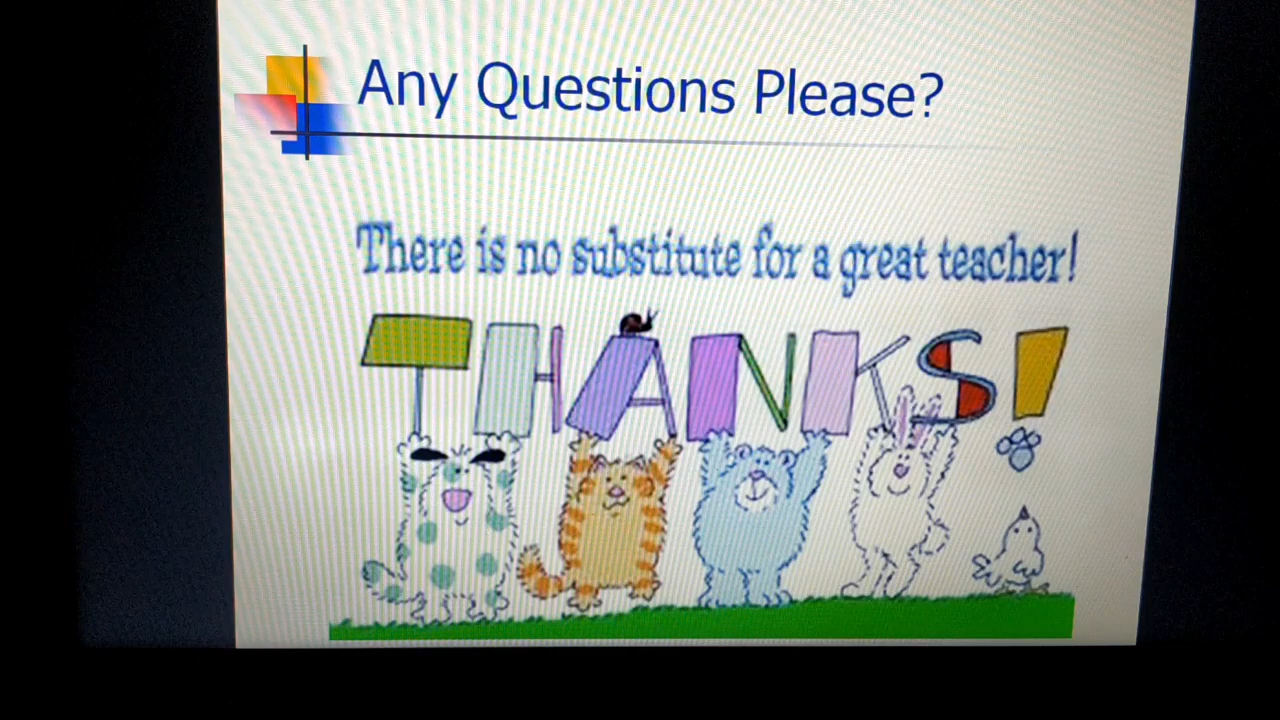 Any Questions Please?
There is no substitute for a great teacher!
THANKS!